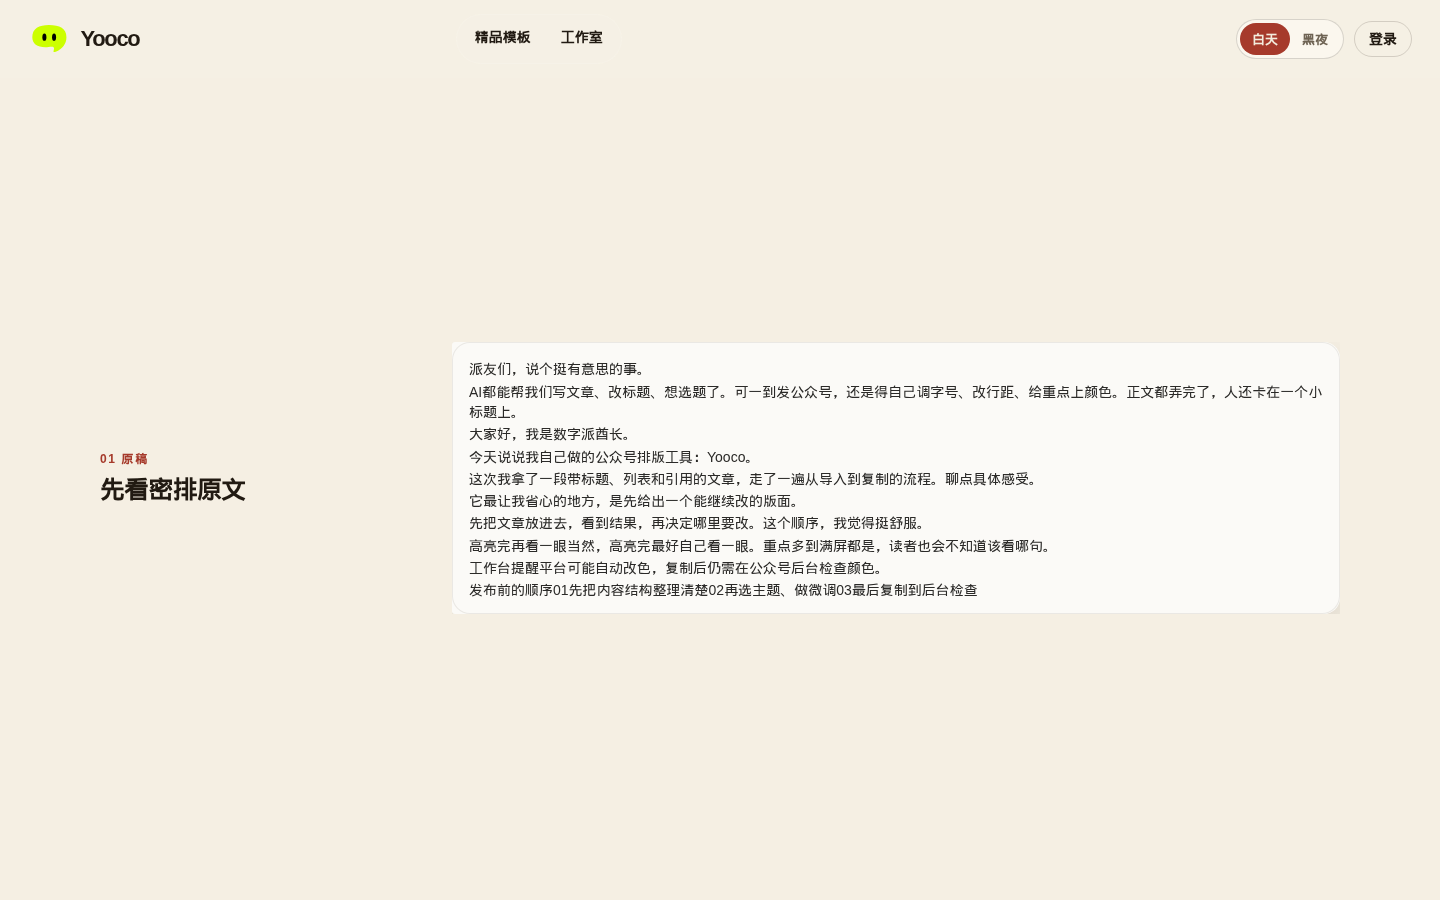 Yooco
精品模板
工作室
白天
黑夜
登录
01 原稿
先看密排原文
派友们，说个挺有意思的事。
AI都能帮我们写文章、改标题、想选题了。可一到发公众号，还是得自己调字号、改行距、给重点上颜色。正文都弄完了，人还卡在一个小
标题上。
大家好，我是数字派酋长。
今天说说我自己做的公众号排版工具：Yooco。
这次我拿了一段带标题、列表和引用的文章，走了一遍从导入到复制的流程。聊点具体感受。
它最让我省心的地方，是先给出一个能继续改的版面。
先把文章放进去，看到结果，再决定哪里要改。这个顺序，我觉得挺舒服。
高亮完再看一眼当然，高亮完最好自己看一眼。重点多到满屏都是，读者也会不知道该看哪句。
工作台提醒平台可能自动改色，复制后仍需在公众号后台检查颜色。
发布前的顺序01先把内容结构整理清楚02再选主题、做微调03最后复制到后台检查